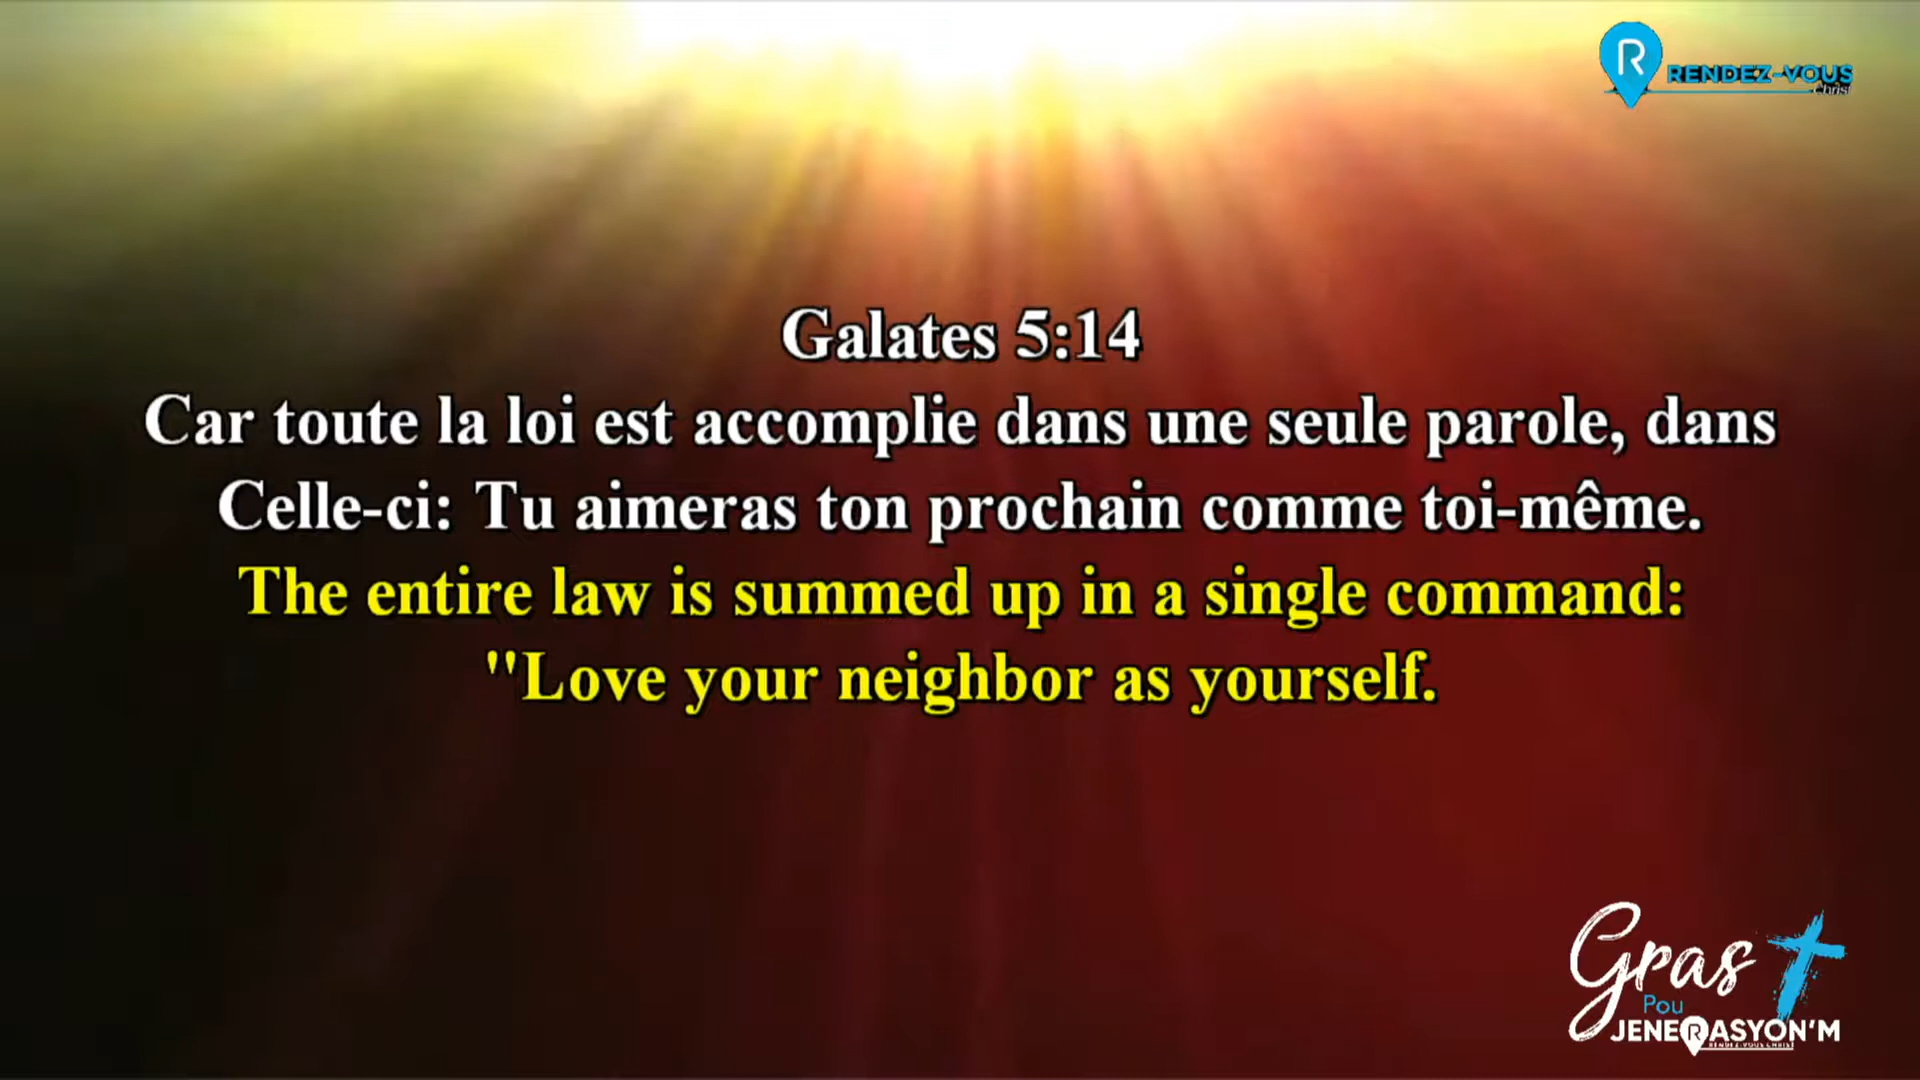 R RENDEZ-VOUS
Christ
Galates 5:14
Car toute la loi est accomplie dans une seule parole, dans
Celle-ci: Tu aimeras ton prochain comme toi-même.
The entire law is summed up in a single command:
"Love your neighbor as yourself.
Gras
Pou
JENERASYON'M
RENDEZ-VOUS CHRIST